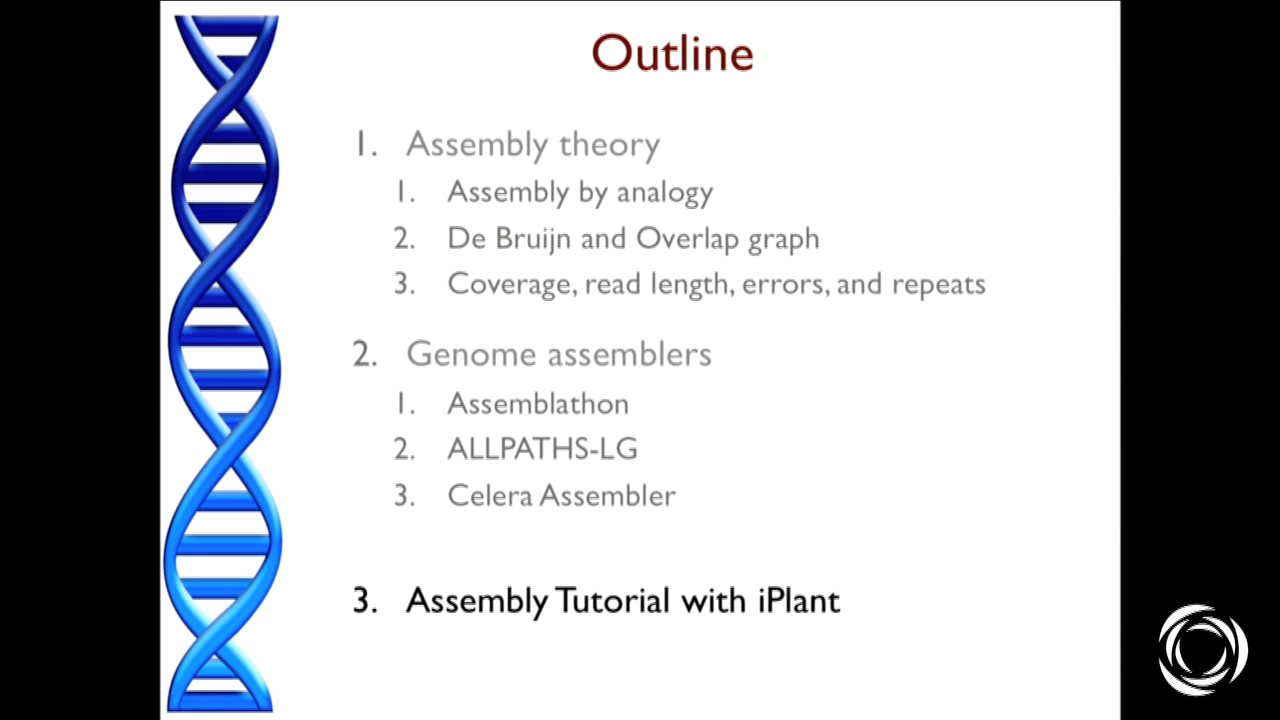 Outline
1. Assembly theory
1. Assembly by analogy
2. De Bruijn and Overlap graph
3. Coverage, read length, errors, and repeats
2. Genome assemblers
1. Assemblathon
2. ALLPATHS-LG
3. Celera Assembler
3. Assembly Tutorial with iPlant